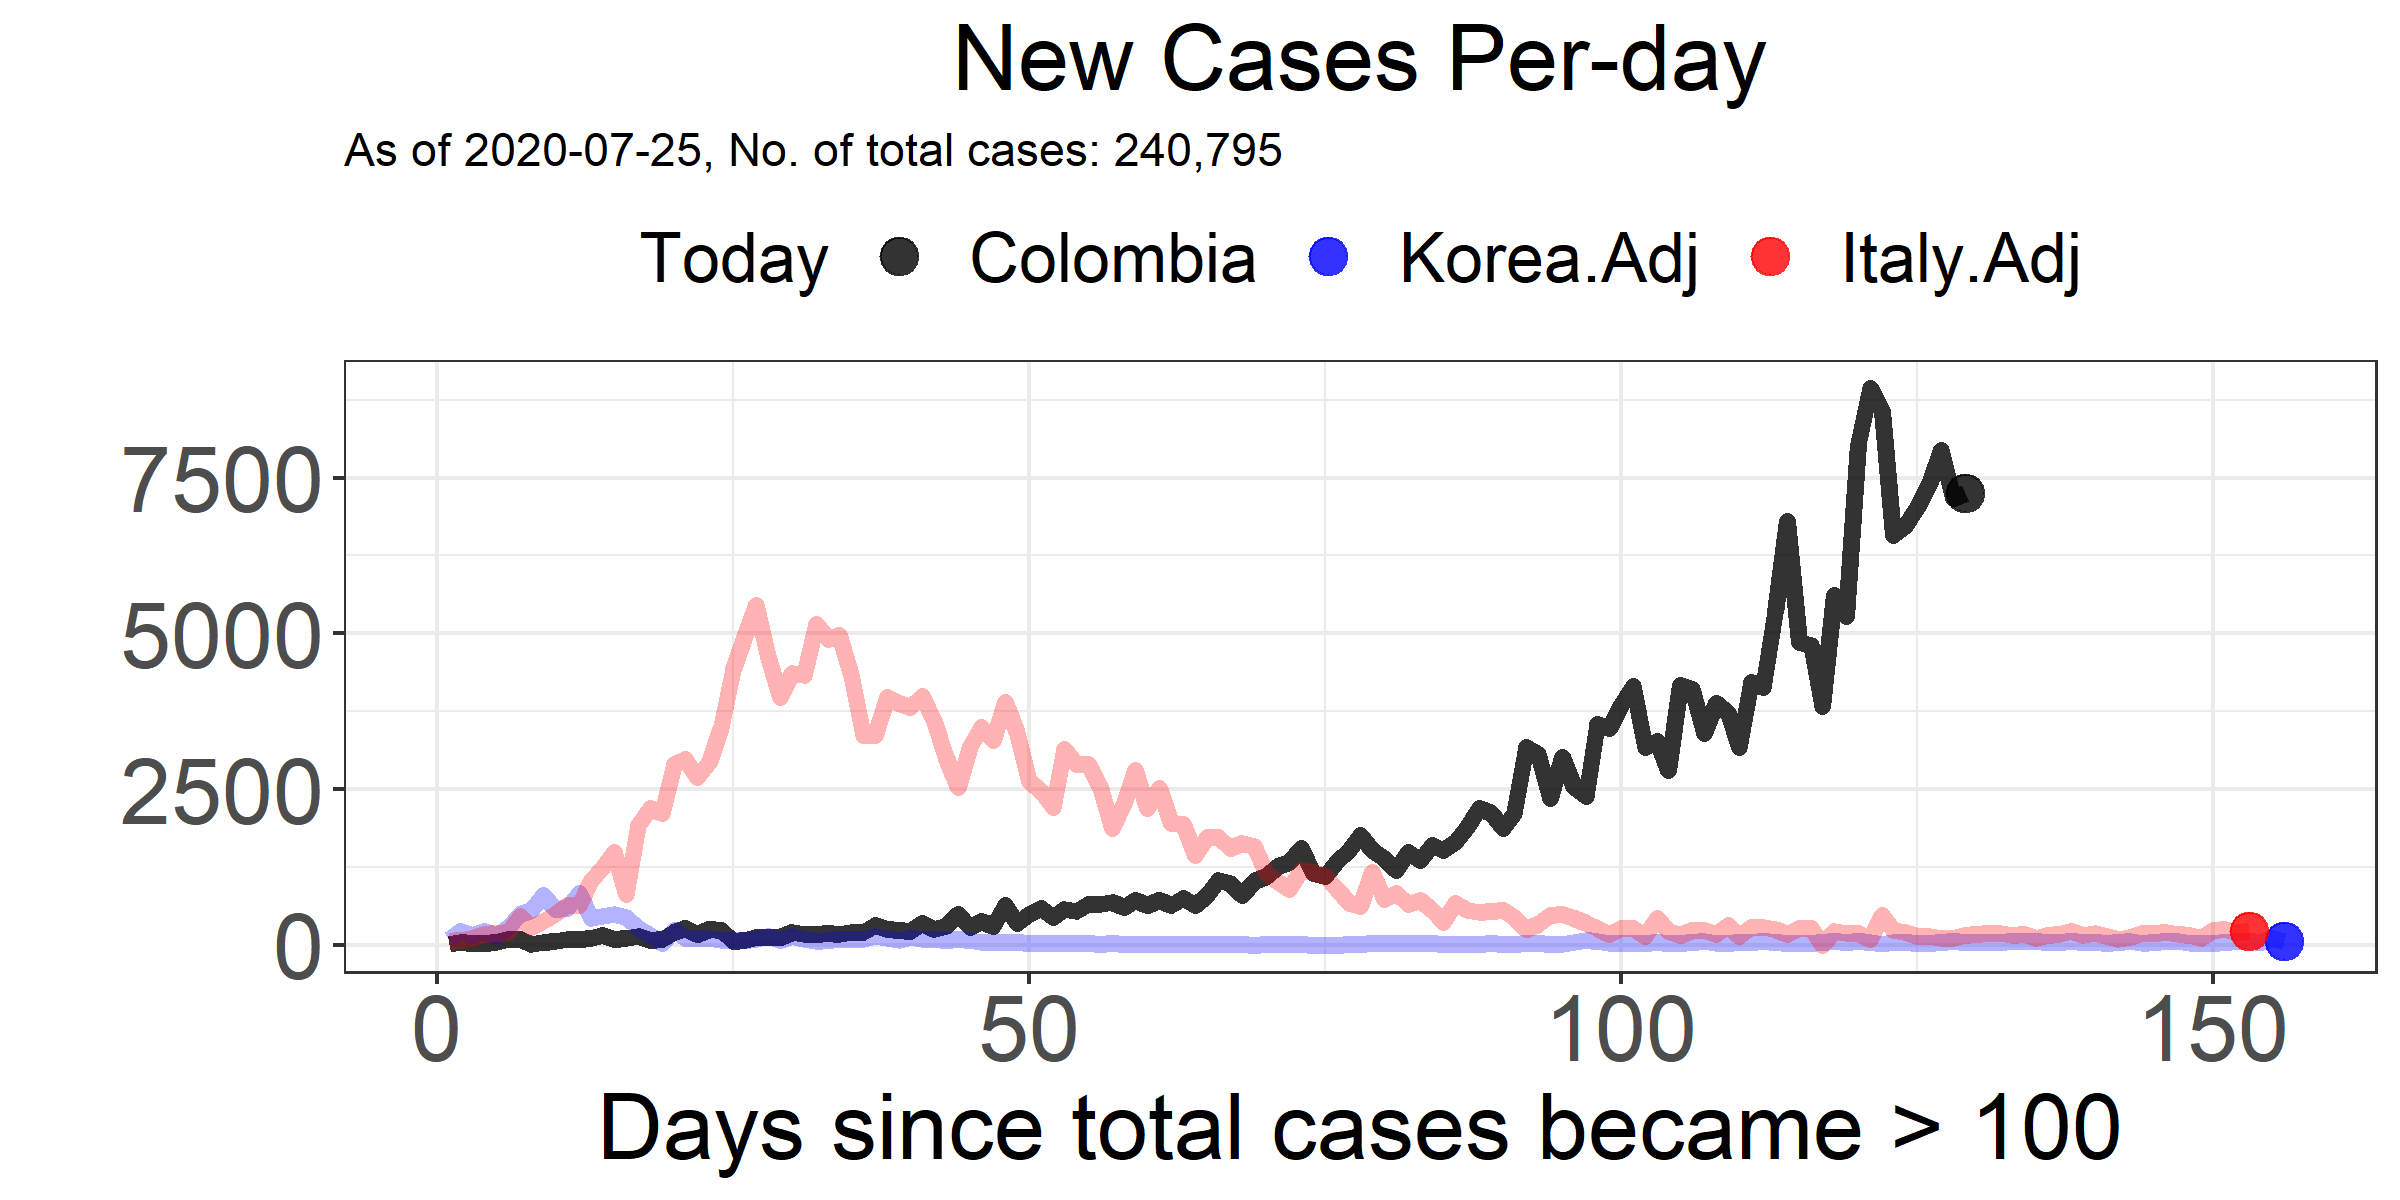 New Cases Per-day
As of 2020-07-25, No. of total cases: 240,795
Today Colombia Korea.Adj Italy.Adj
7500
5000
2500
0
0 50 100 150
Days since total cases became > 100